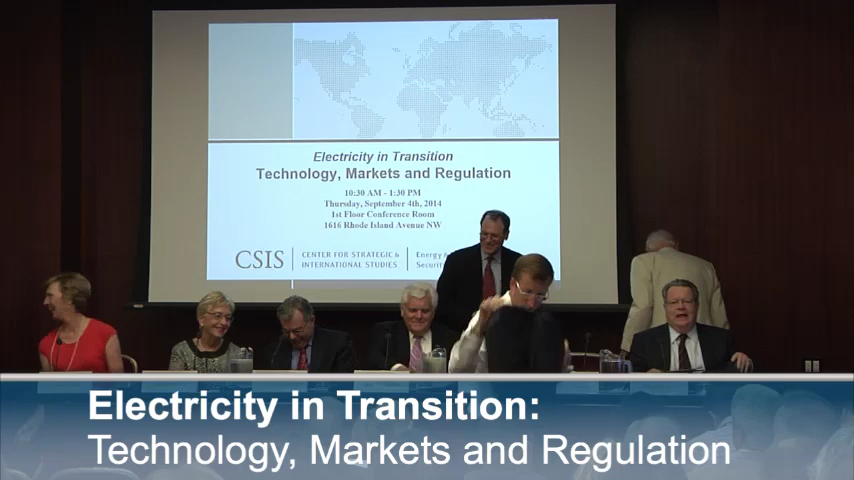 Electricity in Transition
Technology, Markets and Regulation
10:30 AM - 1:30 PM
Thursday, September 4th, 2014
1st Floor Conference Room
1616 Rhode Island Avenue NW
CSIS
CENTER FOR STRATEGIC &
INTERNATIONAL STUDIES
Energy
Securi
Electricity in Transition:
Technology, Markets and Regulation